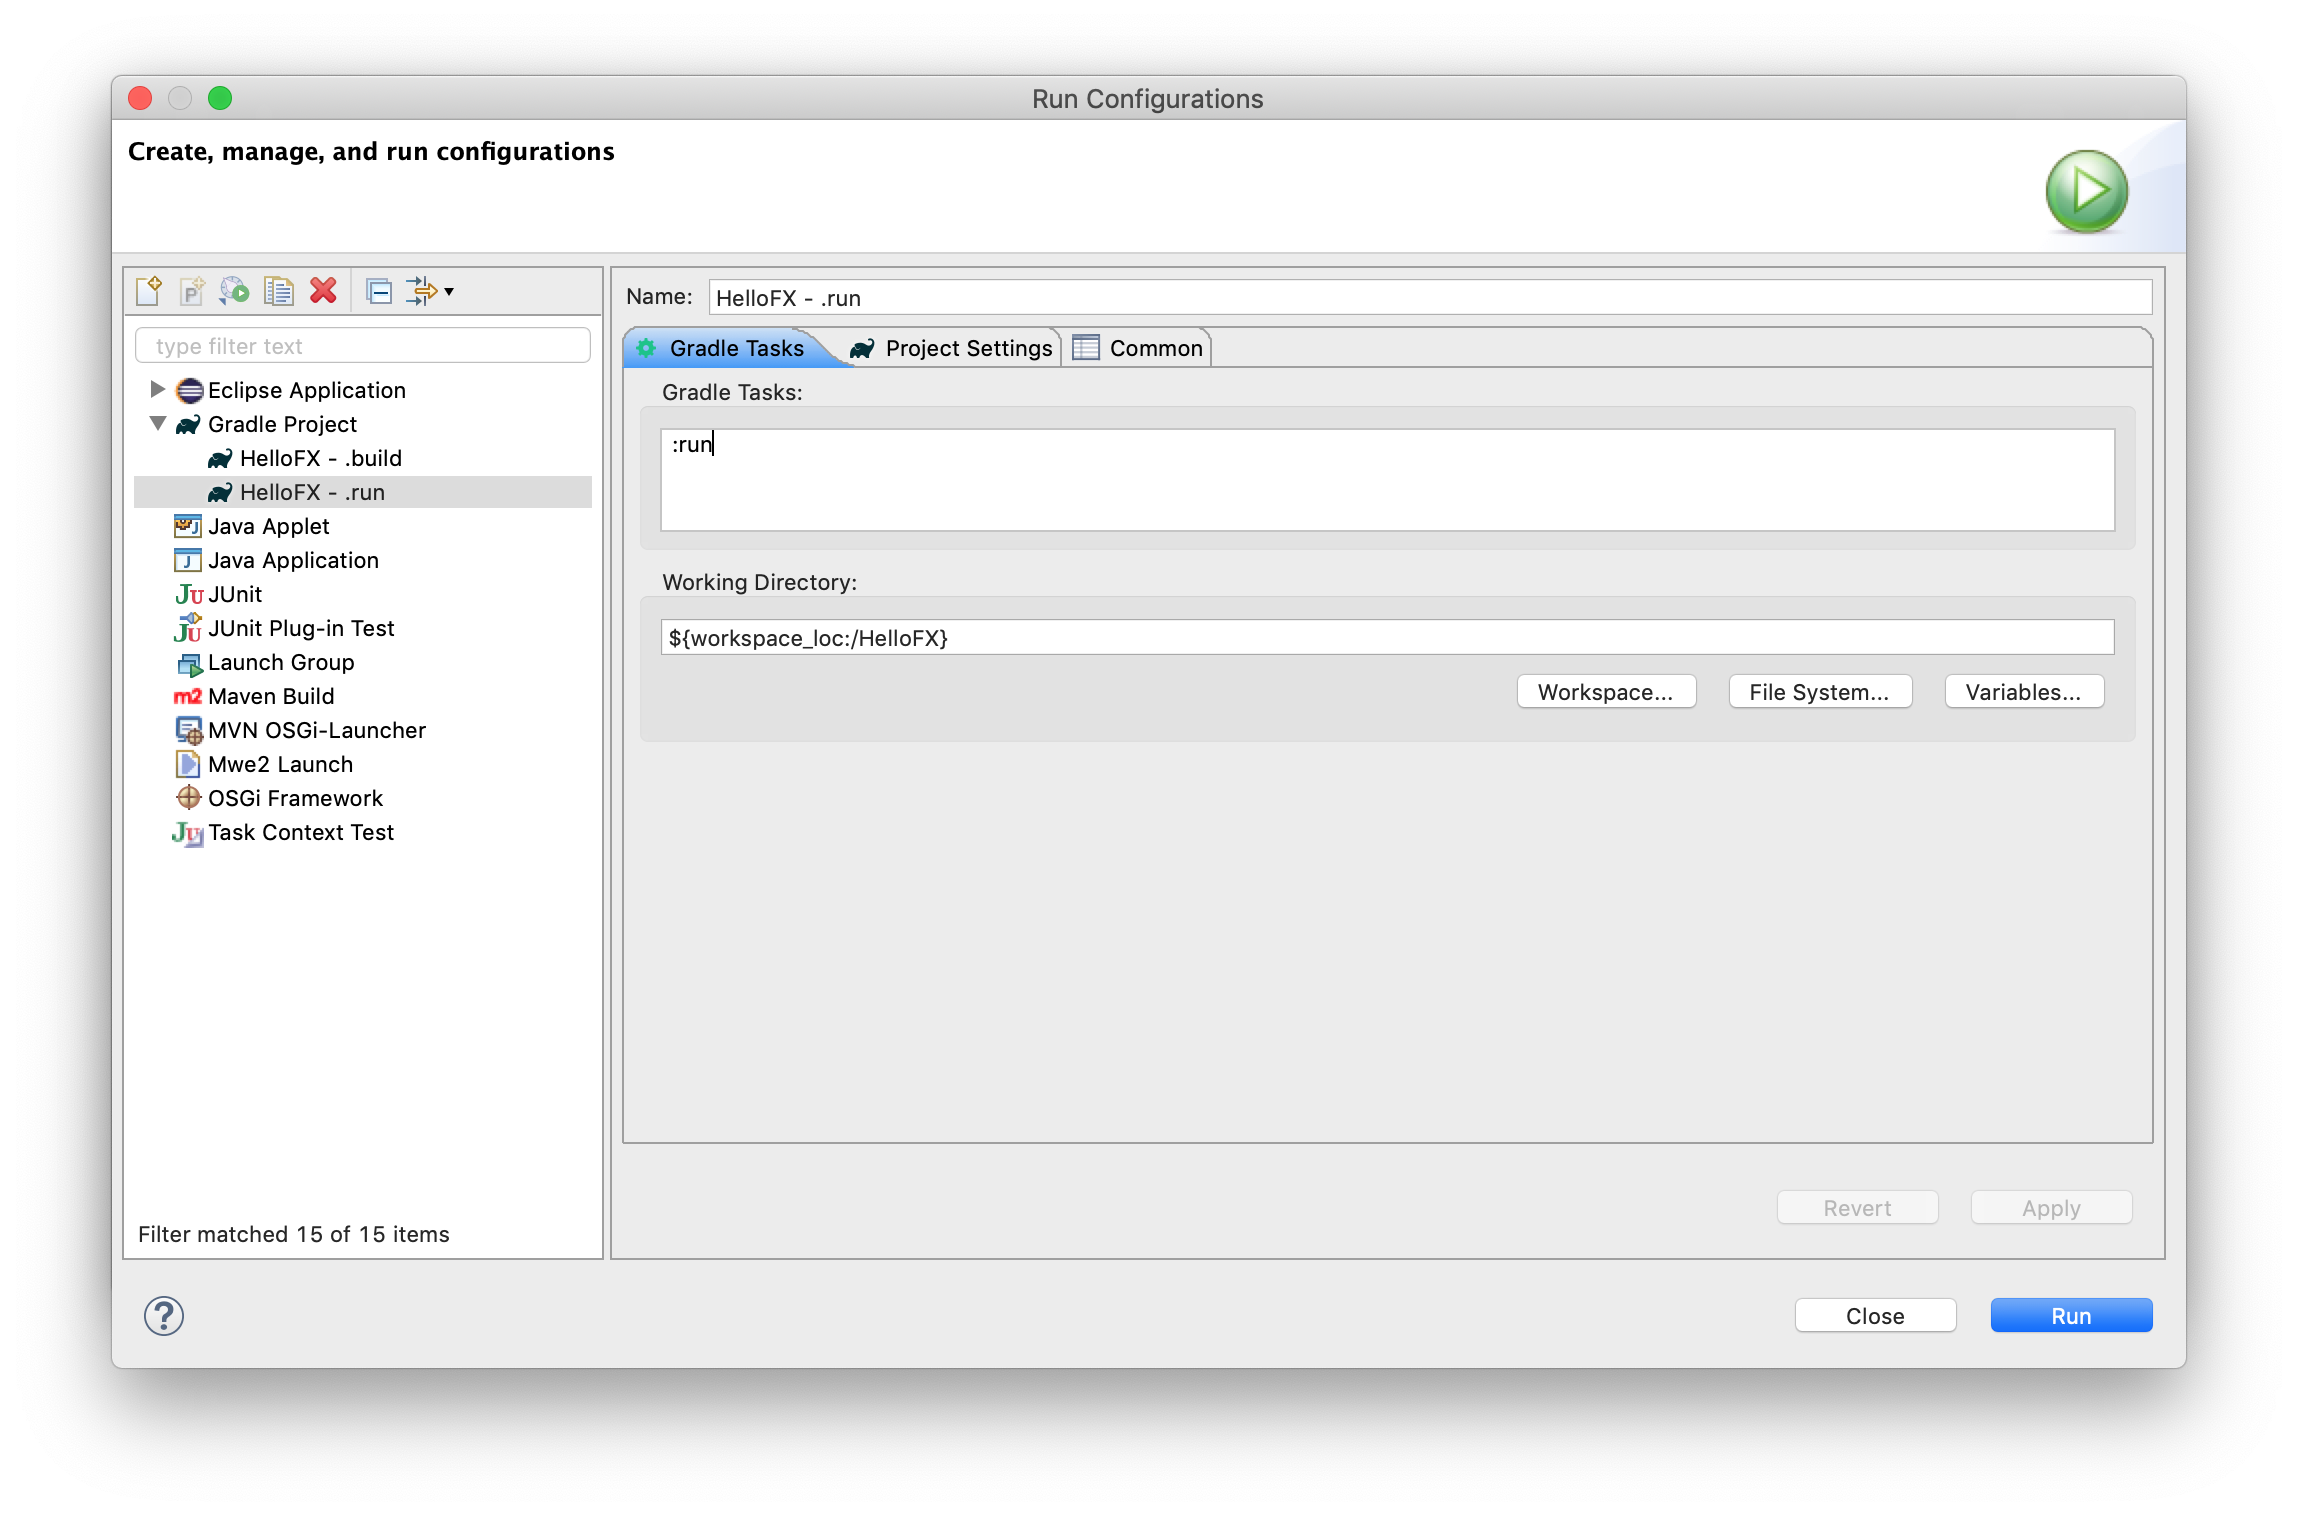 Run Configurations
Create, manage, and run configurations
type filter text
Eclipse Application
Gradle Project
HelloFX - .build
HelloFX - .run
Java Applet
Java Application
JUnit
JUnit Plug-in Test
Launch Group
m2 Maven Build
MVN OSGi-Launcher
Mwe2 Launch
OSGi Framework
Task Context Test
Filter matched 15 of 15 items
Name: HelloFX - .run
Gradle Tasks Project Settings Common
Gradle Tasks:
:run
Working Directory:
${workspace_loc:/HelloFX}
Workspace... File System... Variables...
Revert Apply
? Close Run